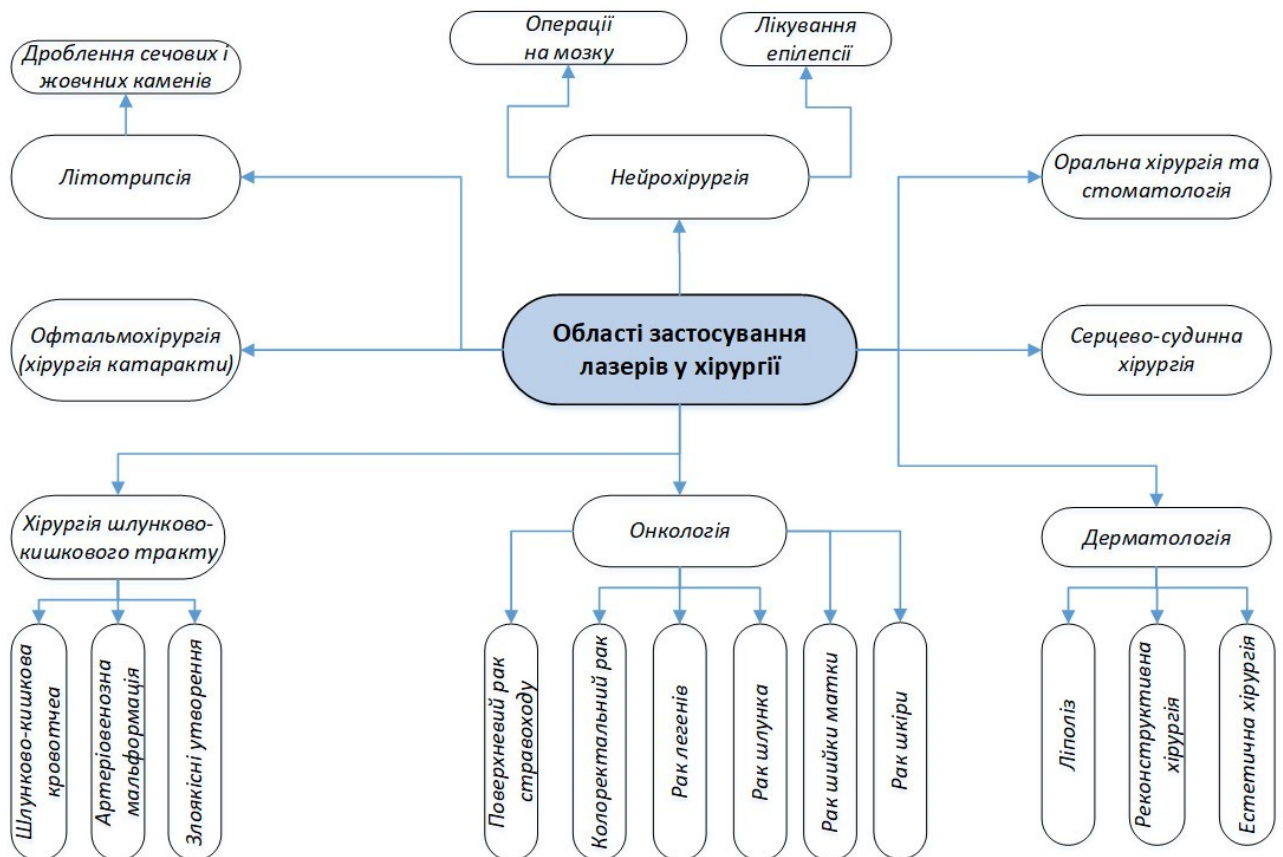 Операції
на мозку
Лікування
епілепсії
Дроблення сечових і
жовчних каменів
Літотрипсія
Нейрохірургія
Оральна хірургія та
стоматологія
Офтальмохірургія
(хірургія катаракти)
Області застосування
лазерів у хірургії
Серцево-судинна
хірургія
Хірургія шлунково-
кишкового тракту
Онкологія
Дерматологія
Шлунково-кишкова
кровотеча
Артеріовенозна
мальформація
Злоякісні утворення
Поверхневий рак
стравоходу
Колоректальний рак
Рак легенів
Рак шлунка
Рак шийки матки
Рак шкіри
Ліполіз
Реконструктивна
хірургія
Естетична хірургія